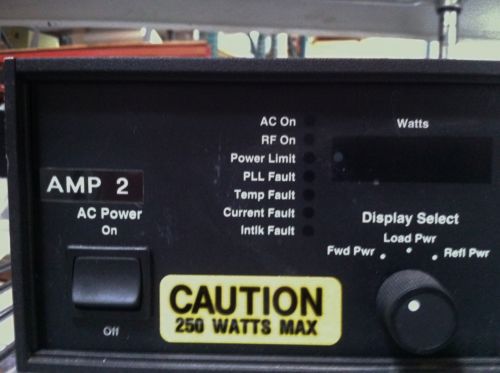 AC On
RF On
Power Limit
PLL Fault
Temp Fault
Current Fault
Intlk Fault
Watts
AMP 2
AC Power
On
Off
Display Select
Load Pwr
Fwd Pwr
Refl Pwr
CAUTION
250 WATTS MAX